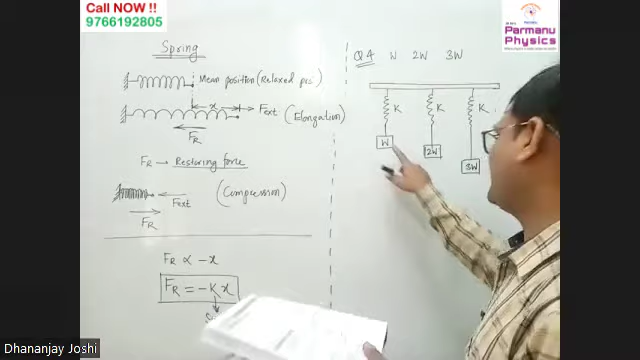 Call NOW !!
9766192805
Parmanu
Physics
Spring
Mean position (Relaxed pos)
x
Fext (Elongation)
FR
FR → Restoring force
Fext (Compression)
FR
FR ∝ -x
FR = -Kx
Q.4 W 2W 3W
K K K
W 2W 3W
Dhananjay Joshi